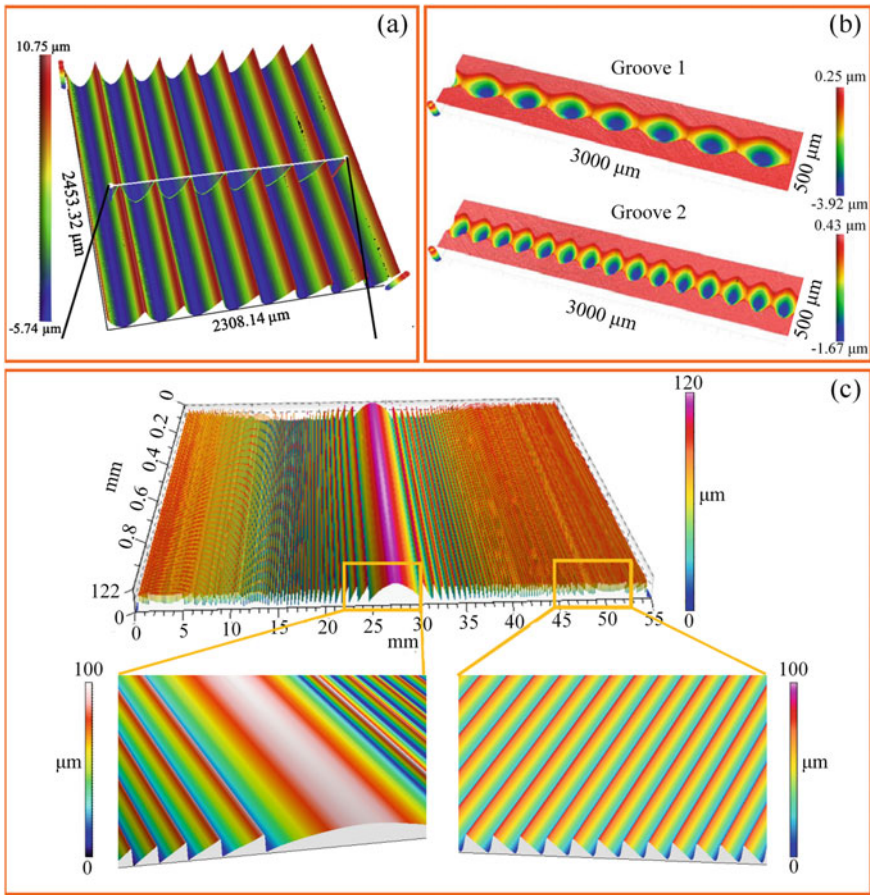 (a)
10.75 µm
-5.74 µm
2453.32 µm
2308.14 µm
(b)
Groove 1
3000 µm
500 µm
0.25 µm
-3.92 µm
Groove 2
3000 µm
500 µm
0.43 µm
-1.67 µm
(c)
0
0.2
0.4
0.6
0.8
mm
122
0
0 5 10 15 20 25 30 35 40 45 50 55
mm
120
µm
0
100
µm
0
100
µm
0